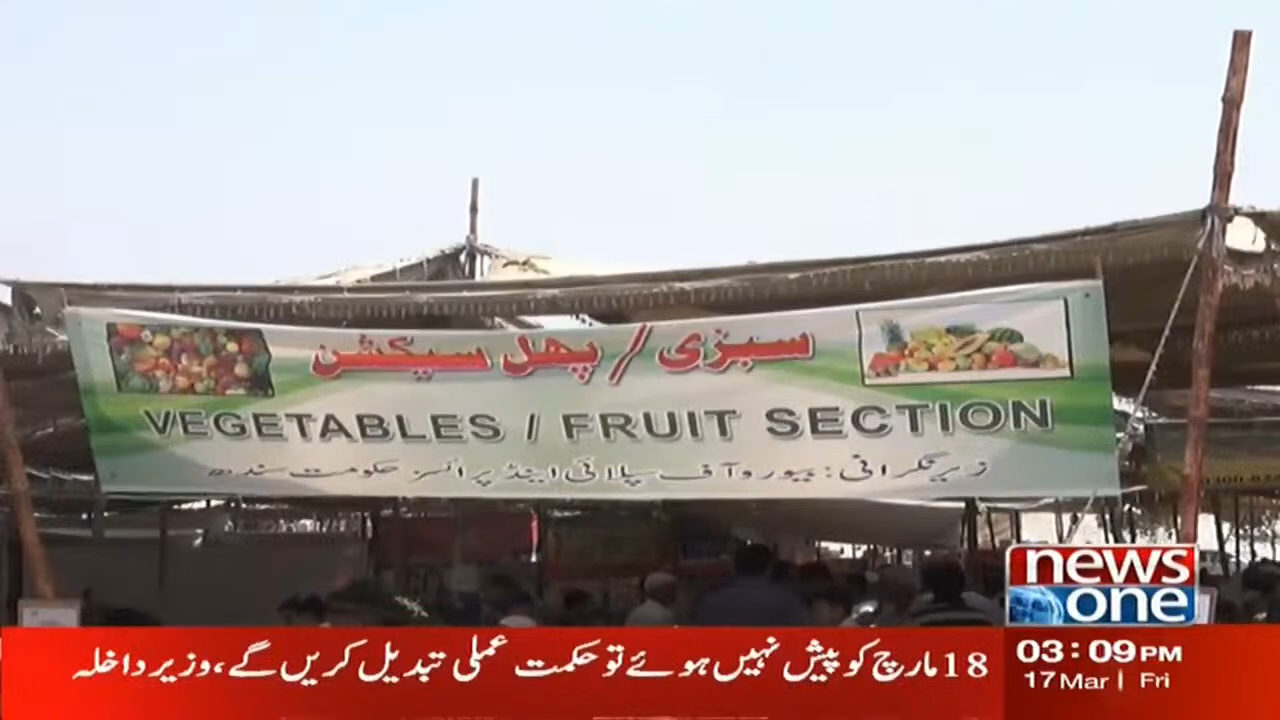 سبزی / پھل سیکشن
VEGETABLES / FRUIT SECTION
زیر نگرانی: بیورو آف سپلائی اینڈ پرائسز حکومت سندھ
news
one
18 مارچ کو پیش نہیں ہوئے تو حکمت عملی تبدیل کریں گے، وزیر داخلہ
03:09 PM
17 Mar | Fri